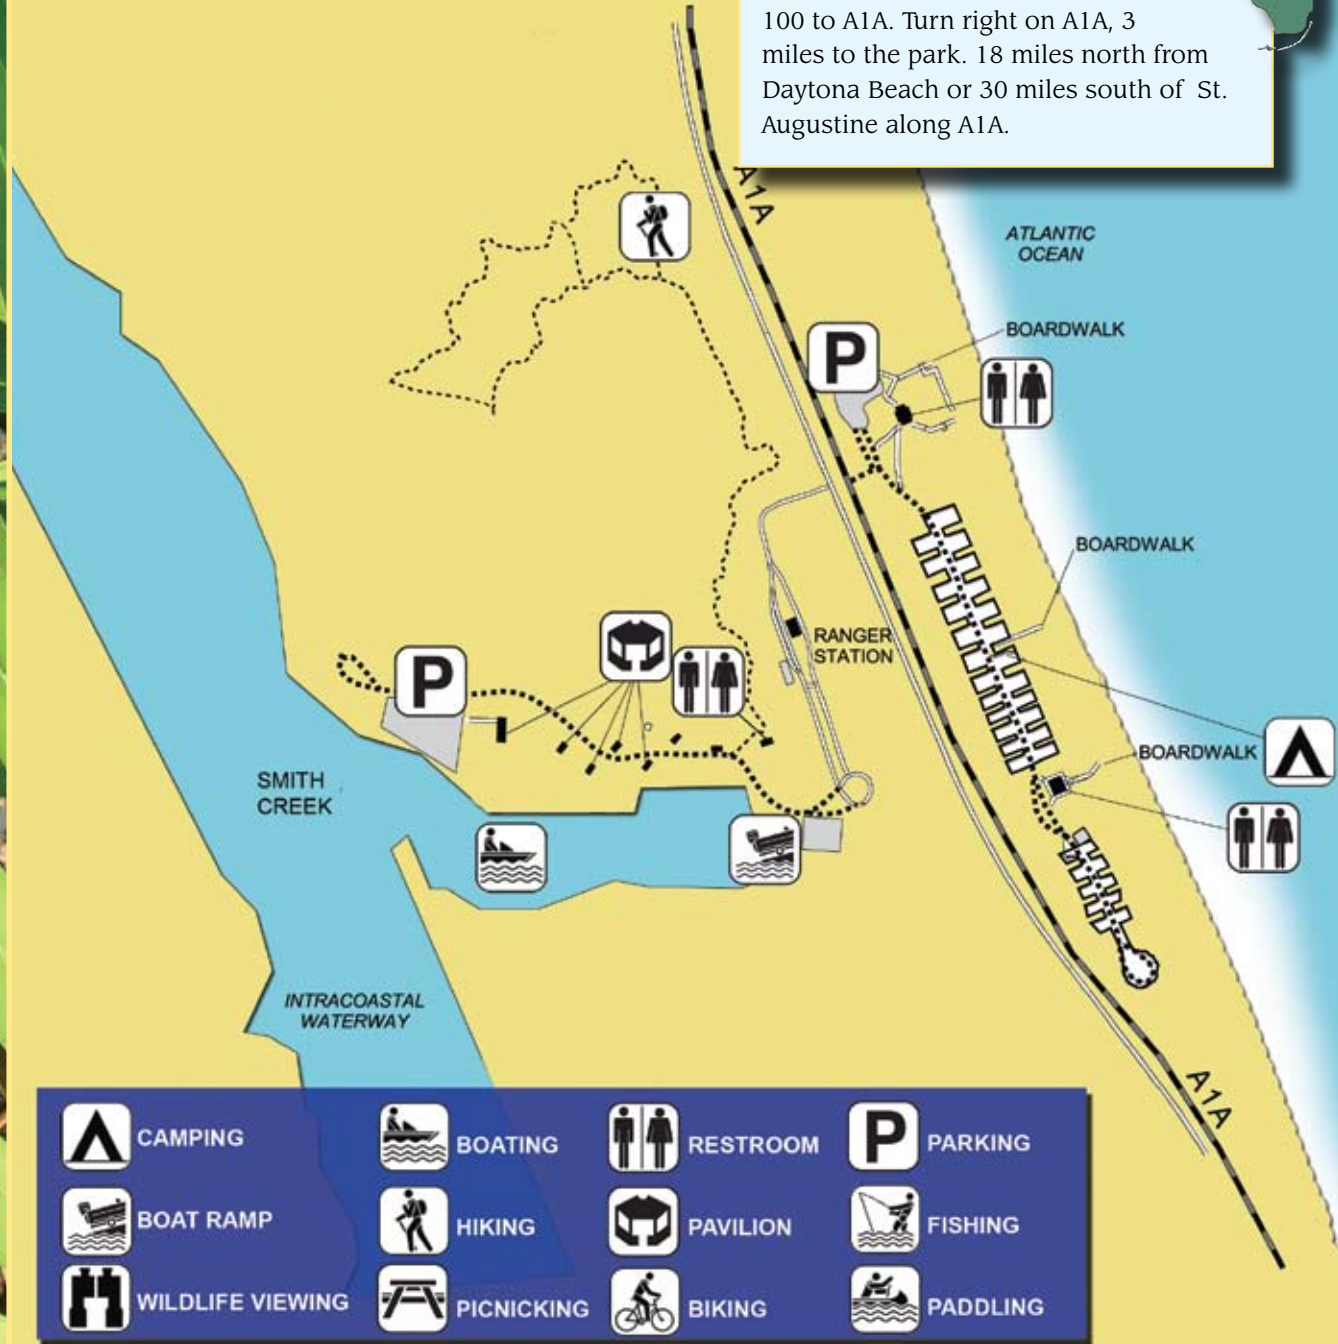 100 to A1A. Turn right on A1A, 3
miles to the park. 18 miles north from
Daytona Beach or 30 miles south of St.
Augustine along A1A.
A1A
ATLANTIC
OCEAN
BOARDWALK
P
BOARDWALK
RANGER
STATION
P
BOARDWALK
SMITH
CREEK
INTRACOASTAL
WATERWAY
A1A
CAMPING
BOATING
RESTROOM
P
PARKING
BOAT RAMP
HIKING
PAVILION
FISHING
WILDLIFE VIEWING
PICNICKING
BIKING
PADDLING